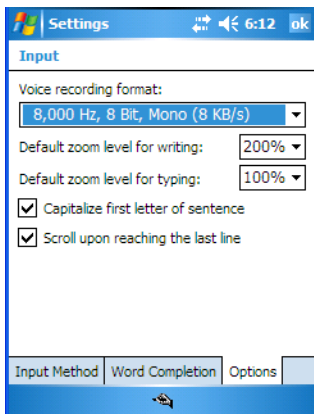 Settings 6:12 ok
Input
Voice recording format:
8,000 Hz, 8 Bit, Mono (8 KB/s)
Default zoom level for writing: 200%
Default zoom level for typing: 100%
Capitalize first letter of sentence
Scroll upon reaching the last line
Input Method Word Completion Options